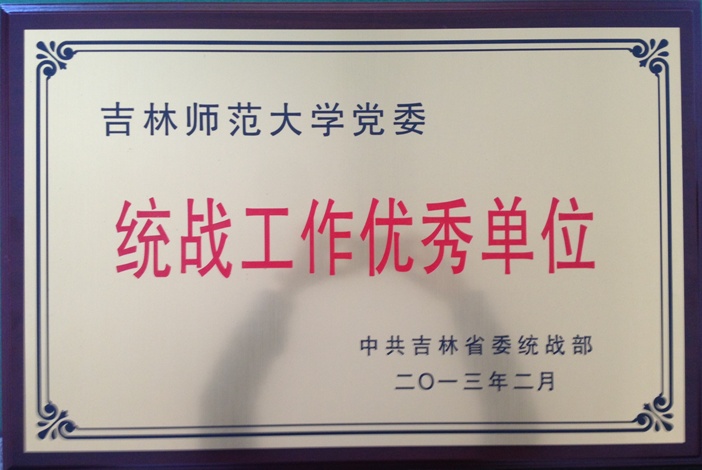 吉林师范大学党委
统战工作优秀单位
中共吉林省委统战部
二〇一三年二月